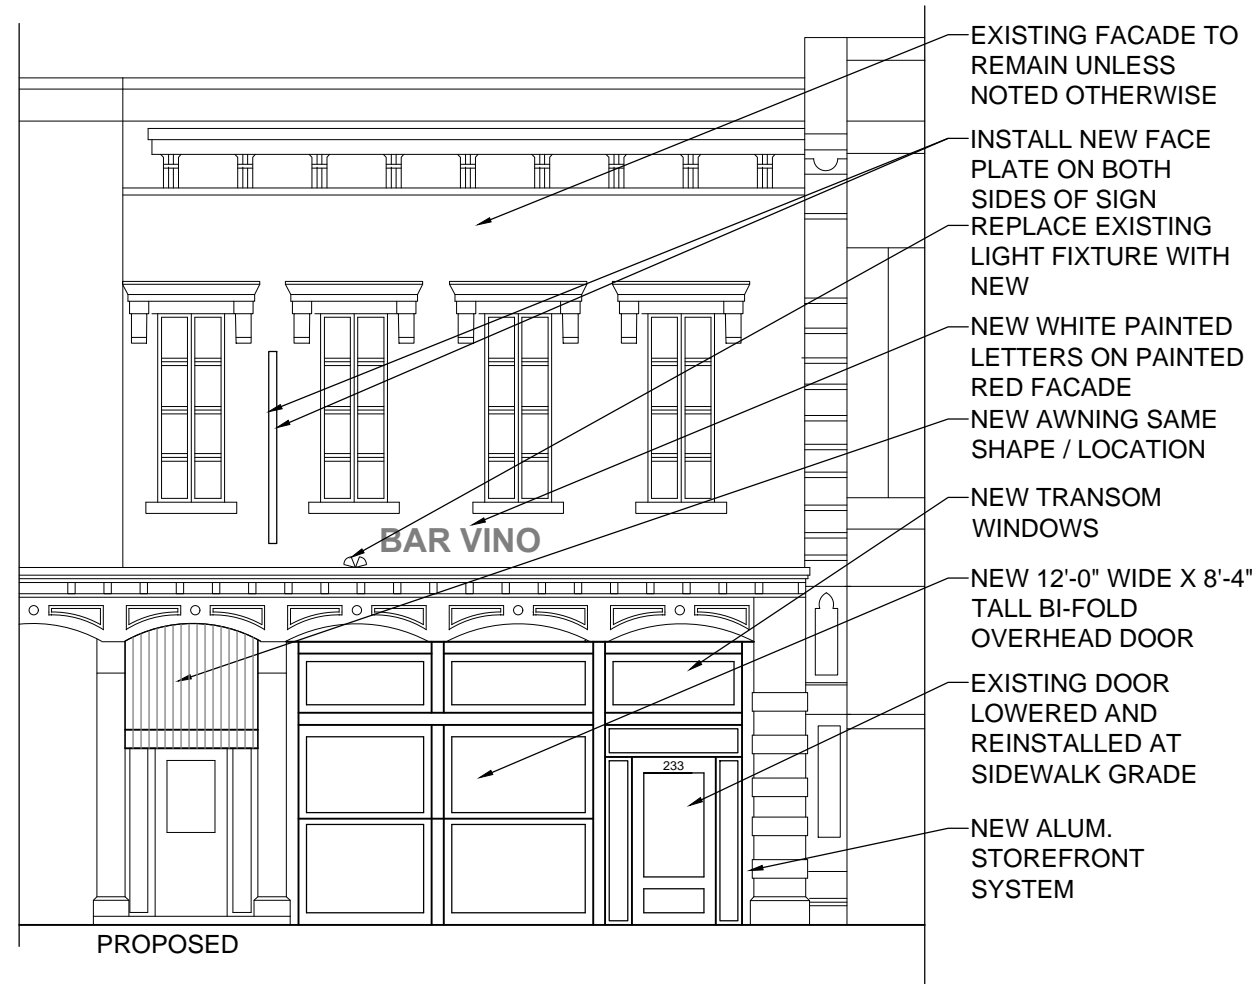 EXISTING FACADE TO
REMAIN UNLESS
NOTED OTHERWISE
INSTALL NEW FACE
PLATE ON BOTH
SIDES OF SIGN
REPLACE EXISTING
LIGHT FIXTURE WITH
NEW
NEW WHITE PAINTED
LETTERS ON PAINTED
RED FACADE
NEW AWNING SAME
SHAPE / LOCATION
NEW TRANSOM
WINDOWS
NEW 12'-0" WIDE X 8'-4"
TALL BI-FOLD
OVERHEAD DOOR
EXISTING DOOR
LOWERED AND
REINSTALLED AT
SIDEWALK GRADE
NEW ALUM.
STOREFRONT
SYSTEM
BAR VINO
233
PROPOSED